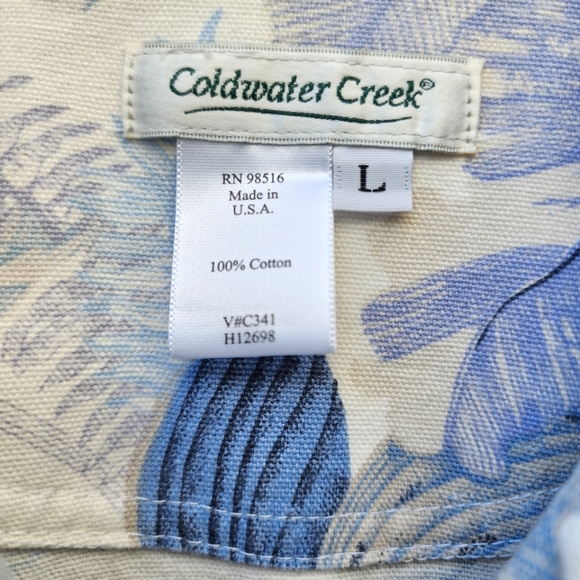 Coldwater Creek®
L
RN 98516
Made in
U.S.A.
100% Cotton
V#C341
H12698